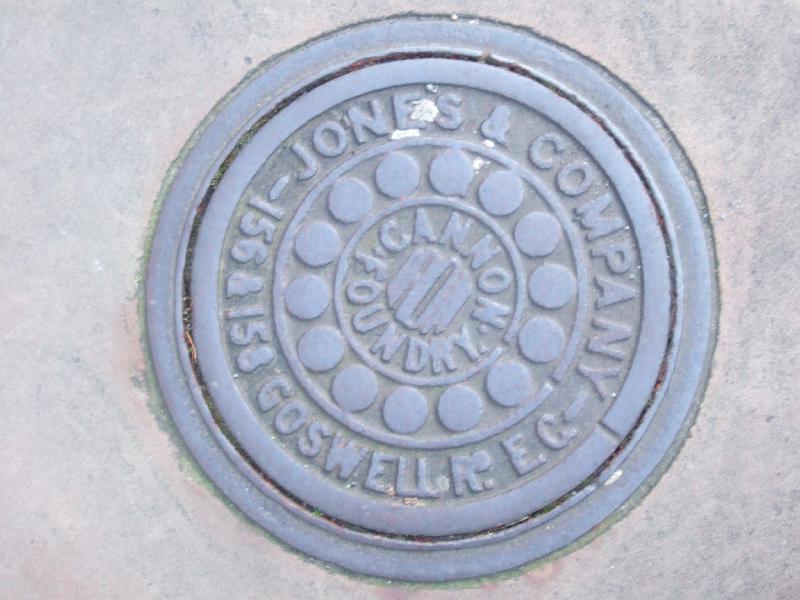 JONES & COMPANY-
156 & 158 GOSWELL RD. E.C.-
CANNON
FOUNDRY.